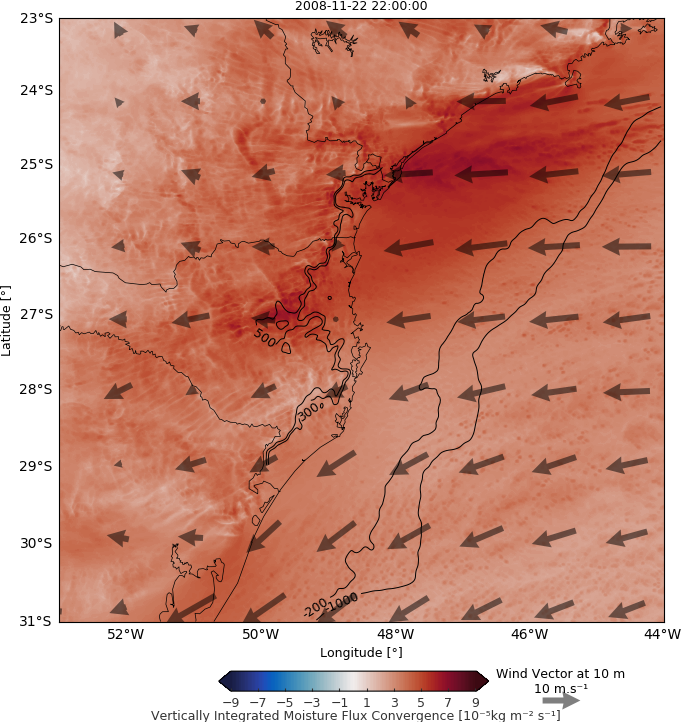 2008-11-22 22:00:00
23°S
24°S
25°S
26°S
27°S
28°S
29°S
30°S
31°S
Latitude [°]
500
300
-200
-1000
52°W 50°W 48°W 46°W 44°W
Longitude [°]
Wind Vector at 10 m
10 m.s⁻¹
−9 −7 −5 −3 −1 1 3 5 7 9
Vertically Integrated Moisture Flux Convergence [10⁻⁵kg m⁻² s⁻¹]